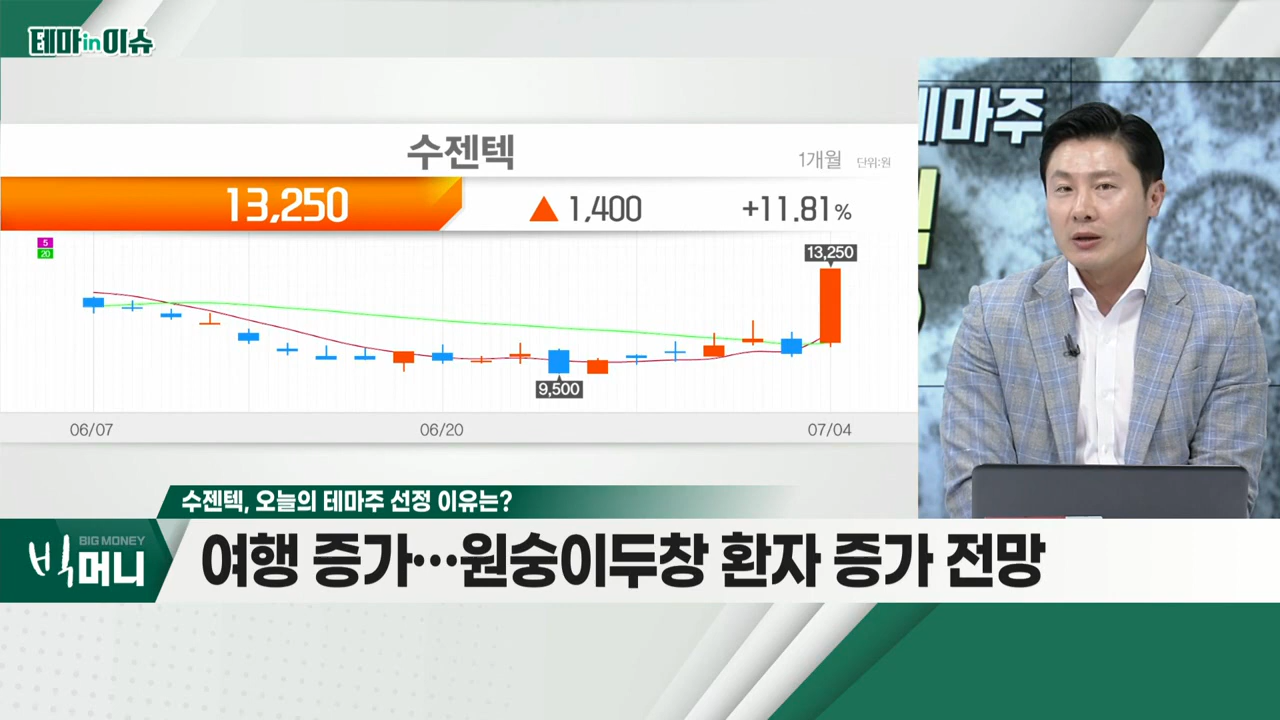 테마in이슈
테마주
수젠텍
1개월 단위:원
13,250 ▲ 1,400 +11.81%
5
20
13,250
9,500
06/07 06/20 07/04
수젠텍, 오늘의 테마주 선정 이유는?
BIG MONEY
빅머니
여행 증가…원숭이두창 환자 증가 전망